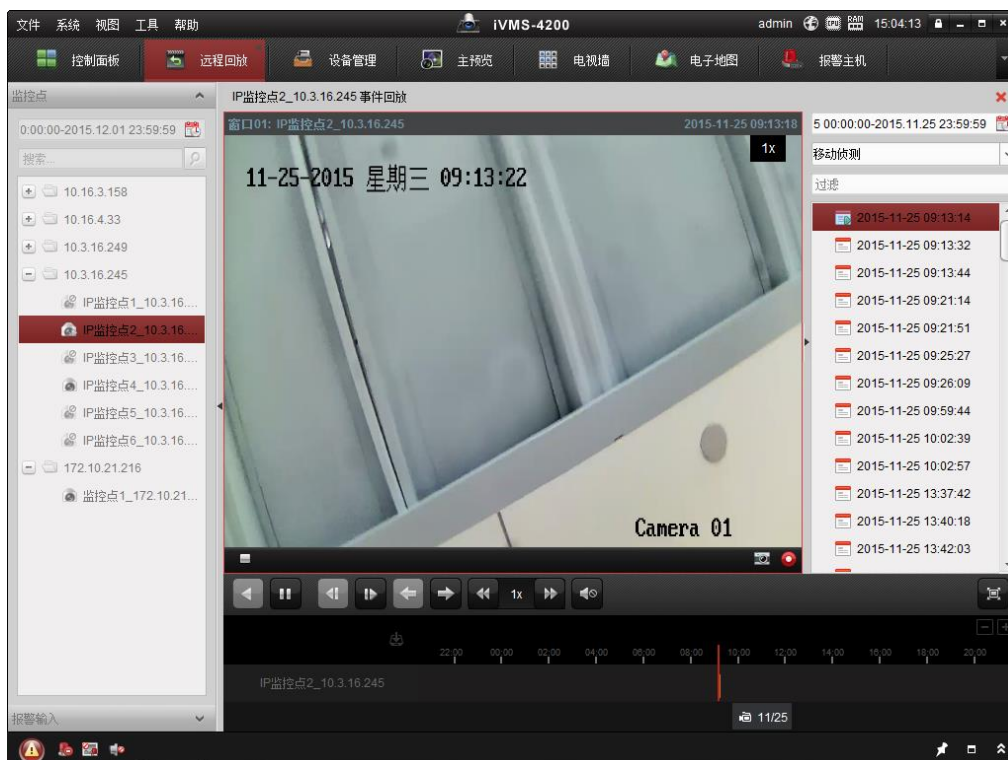 文件 系统 视图 工具 帮助 iVMS-4200 admin CPU RAM 15:04:13
控制面板 远程回放 设备管理 主预览 电视墙 电子地图 报警主机
监控点
0:00:00-2015.12.01 23:59:59
搜索...
10.16.3.158
10.16.4.33
10.3.16.249
10.3.16.245
IP监控点1_10.3.16....
IP监控点2_10.3.16....
IP监控点3_10.3.16....
IP监控点4_10.3.16....
IP监控点5_10.3.16....
IP监控点6_10.3.16....
172.10.21.216
监控点1_172.10.21...
报警输入
IP监控点2_10.3.16.245 事件回放
窗口01: IP监控点2_10.3.16.245 2015-11-25 09:13:18
1x
11-25-2015 星期三 09:13:22
Camera 01
5 00:00:00-2015.11.25 23:59:59
移动侦测
过滤
2015-11-25 09:13:14
2015-11-25 09:13:32
2015-11-25 09:13:44
2015-11-25 09:21:14
2015-11-25 09:21:51
2015-11-25 09:25:27
2015-11-25 09:26:09
2015-11-25 09:59:44
2015-11-25 10:02:39
2015-11-25 10:02:57
2015-11-25 13:37:42
2015-11-25 13:40:18
2015-11-25 13:42:03
1x
22:00 00:00 02:00 04:00 06:00 08:00 10:00 12:00 14:00 16:00 18:00 20:00
IP监控点2_10.3.16.245
11/25